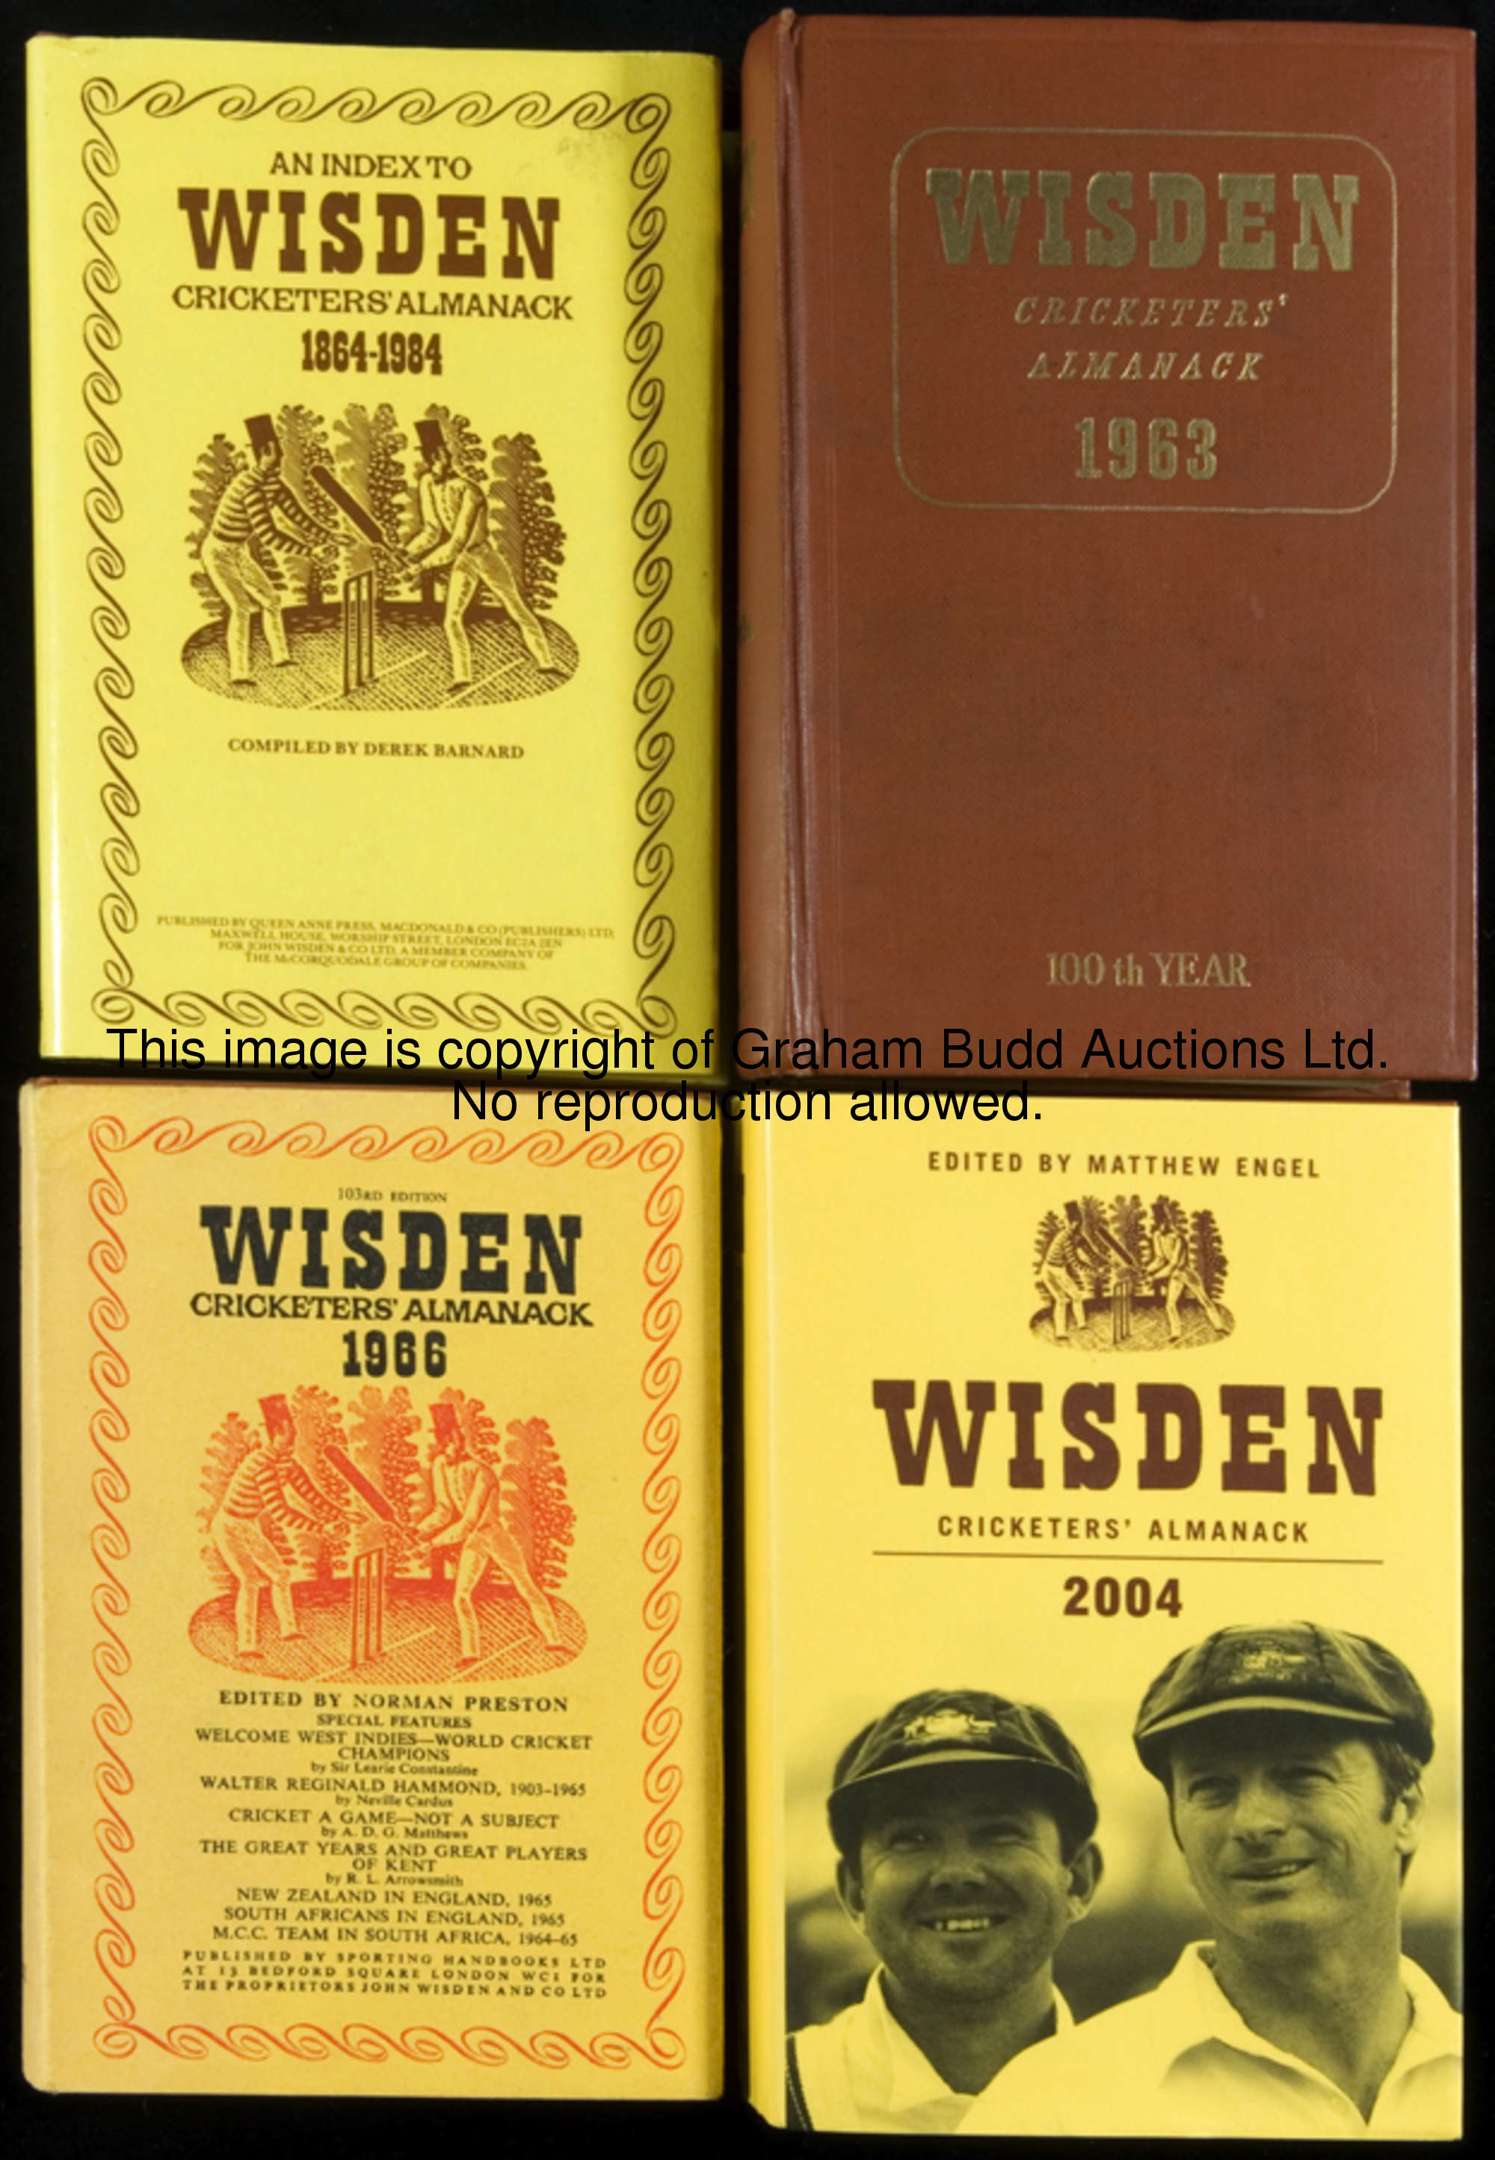 AN INDEX TO
WISDEN
CRICKETERS' ALMANACK
1864-1984
COMPILED BY DEREK BARNARD
PUBLISHED BY QUEEN ANNE PRESS, MACDONALD & CO (PUBLISHERS) LTD,
MAXWELL HOUSE, WORSHIP STREET, LONDON EC2A 2EN
FOR JOHN WISDEN & CO LTD, A MEMBER COMPANY OF
THE McCORQUODALE GROUP OF COMPANIES.
WISDEN
CRICKETERS'
ALMANACK
1963
100 th YEAR
This image is copyright of Graham Budd Auctions Ltd.
No reproduction allowed.
103RD EDITION
WISDEN
CRICKETERS' ALMANACK
1966
EDITED BY NORMAN PRESTON
SPECIAL FEATURES
WELCOME WEST INDIES—WORLD CRICKET
CHAMPIONS
by Sir Learie Constantine
WALTER REGINALD HAMMOND, 1903-1965
by Neville Cardus
CRICKET A GAME—NOT A SUBJECT
by A. D. G. Matthews
THE GREAT YEARS AND GREAT PLAYERS
OF KENT
by R. L. Arrowsmith
NEW ZEALAND IN ENGLAND, 1965
SOUTH AFRICANS IN ENGLAND, 1965
M.C.C. TEAM IN SOUTH AFRICA, 1964-65
PUBLISHED BY SPORTING HANDBOOKS LTD
AT 13 BEDFORD SQUARE LONDON WC1 FOR
THE PROPRIETORS JOHN WISDEN AND CO LTD
EDITED BY MATTHEW ENGEL
WISDEN
CRICKETERS' ALMANACK
2004